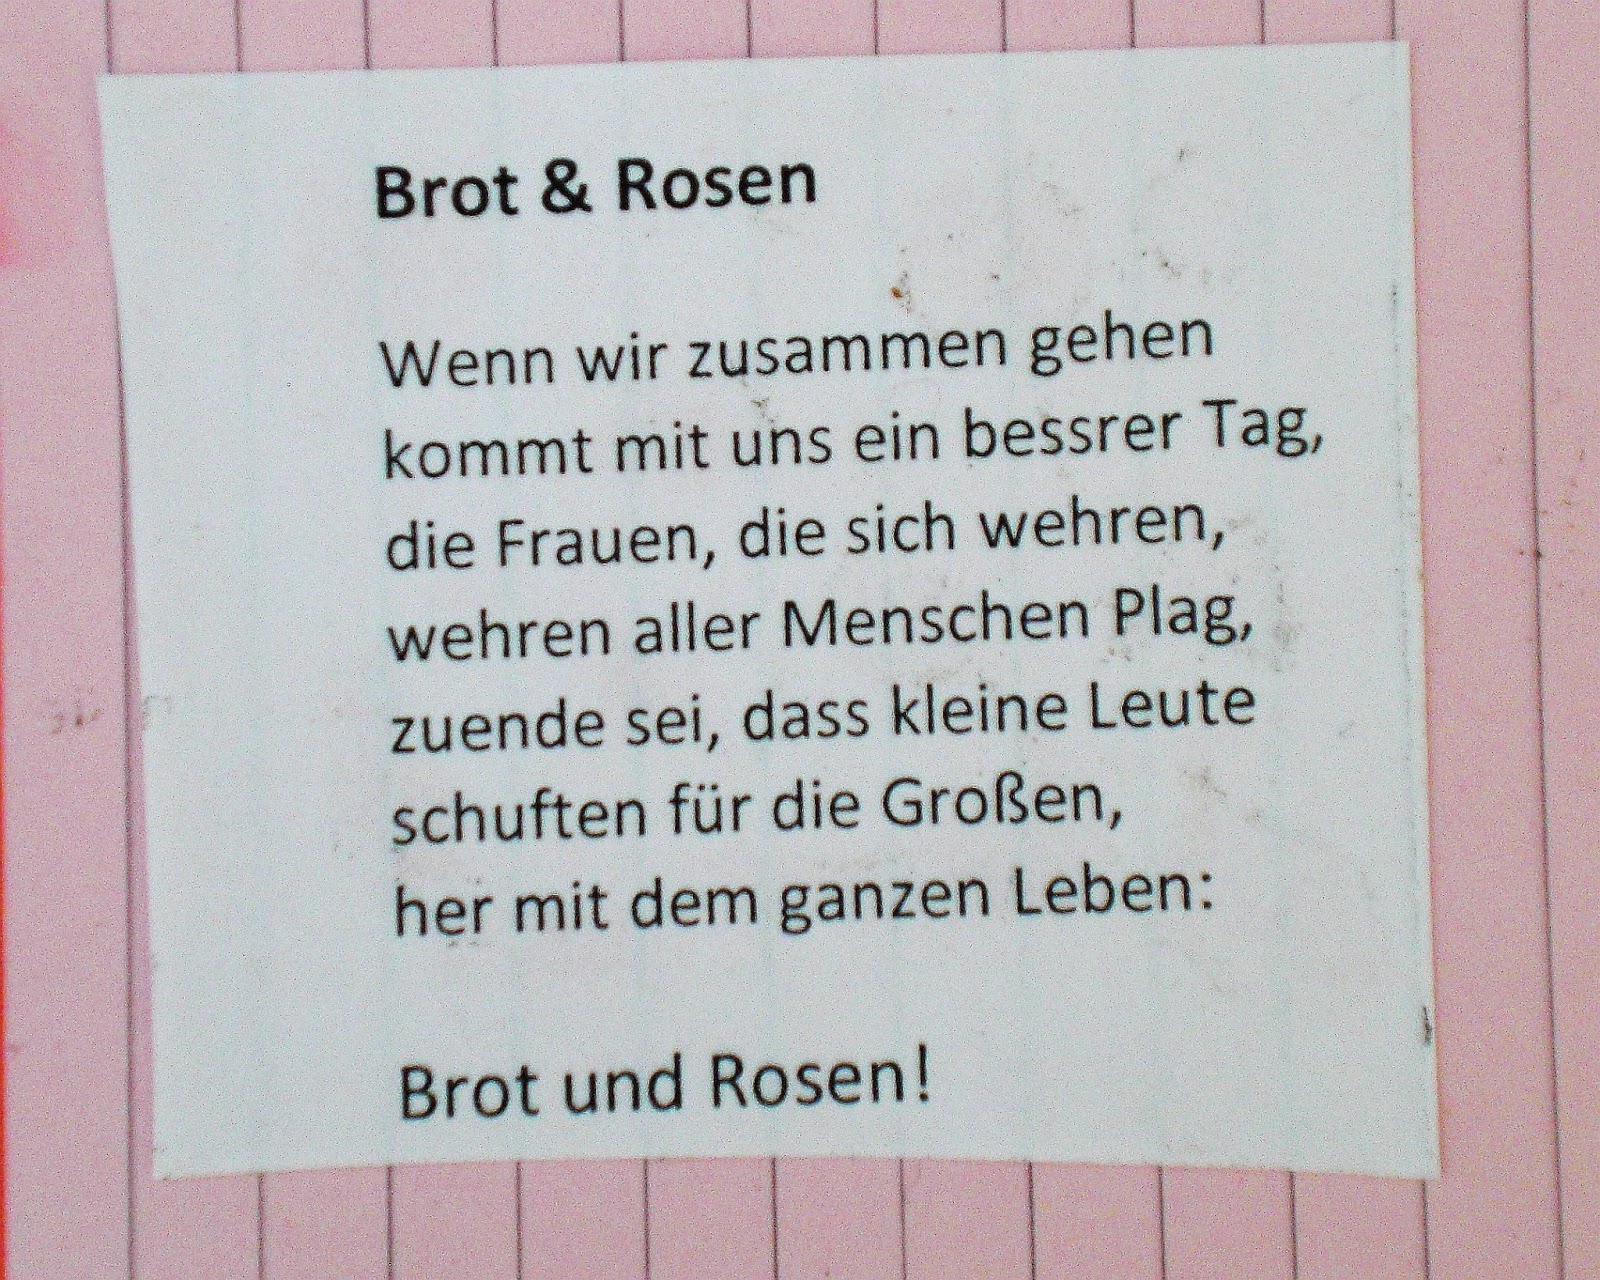 Brot & Rosen
Wenn wir zusammen gehen
kommt mit uns ein bessrer Tag,
die Frauen, die sich wehren,
wehren aller Menschen Plag,
zuende sei, dass kleine Leute
schuften für die Großen,
her mit dem ganzen Leben:
Brot und Rosen!